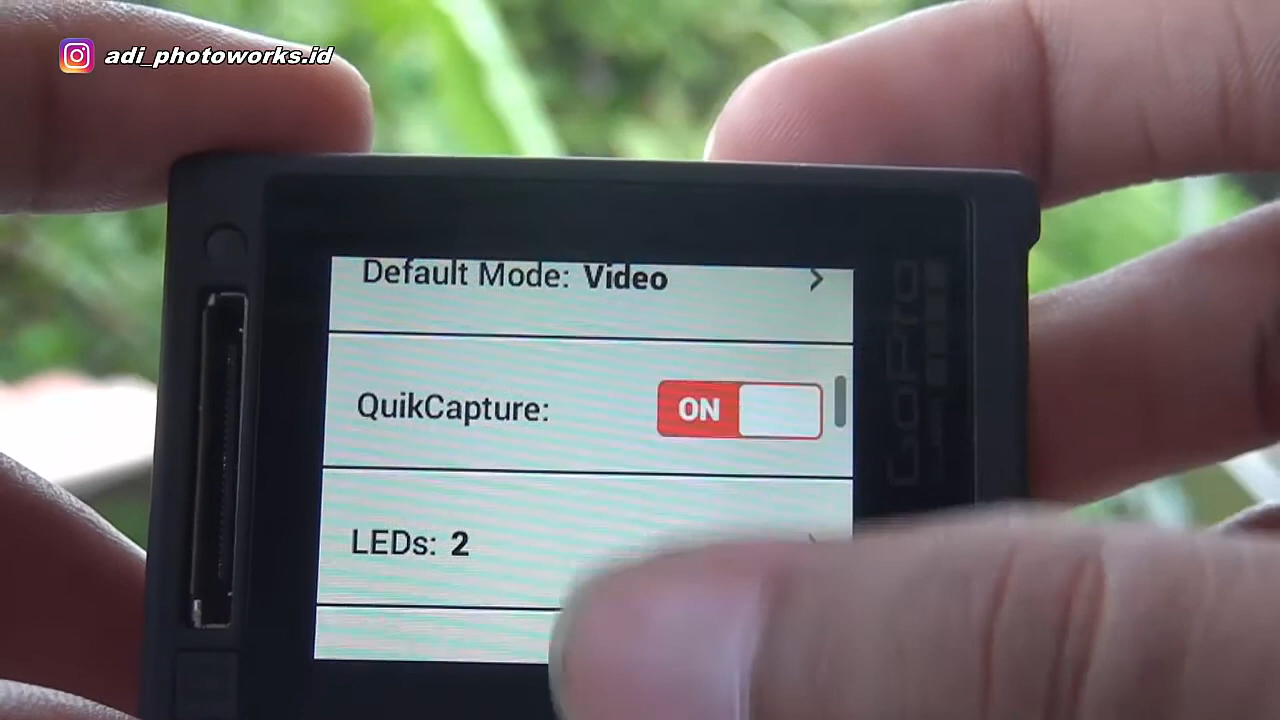 adi_photoworks.id
Default Mode: Video
QuikCapture:
ON
LEDs: 2
GoPro